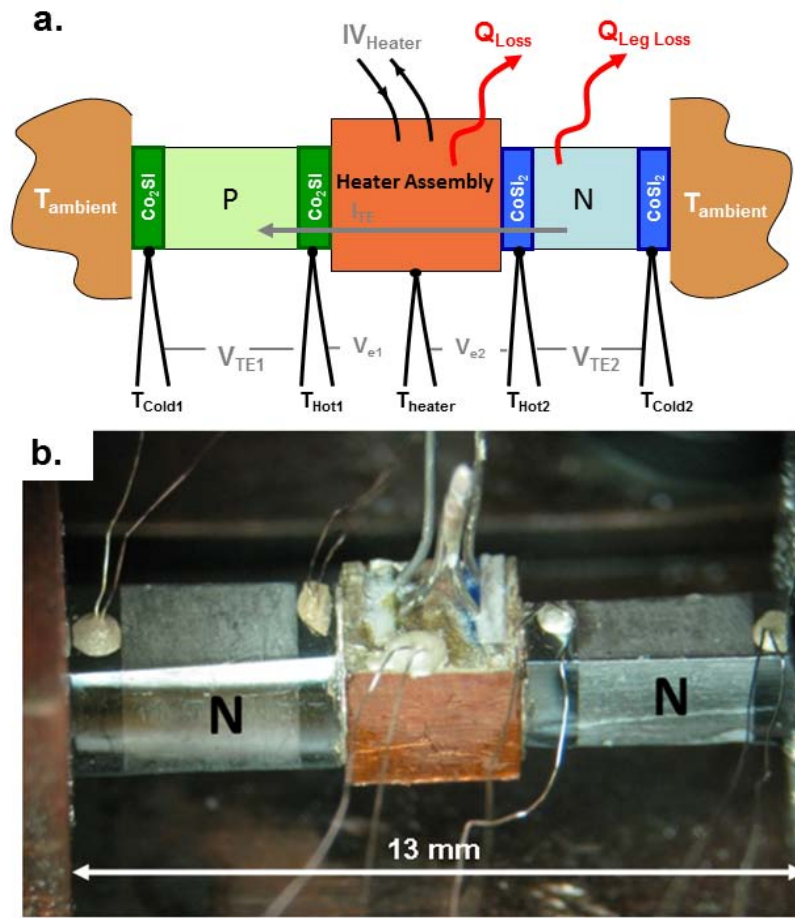 a.
IV_Heater
Q_Loss
Q_Leg Loss
T_ambient
Co₂Si
P
Co₂Si
Heater Assembly
I_TE
CoSi₂
N
CoSi₂
T_ambient
V_TE1
V_e1
V_e2
V_TE2
T_Cold1
T_Hot1
T_heater
T_Hot2
T_Cold2
b.
N
N
13 mm